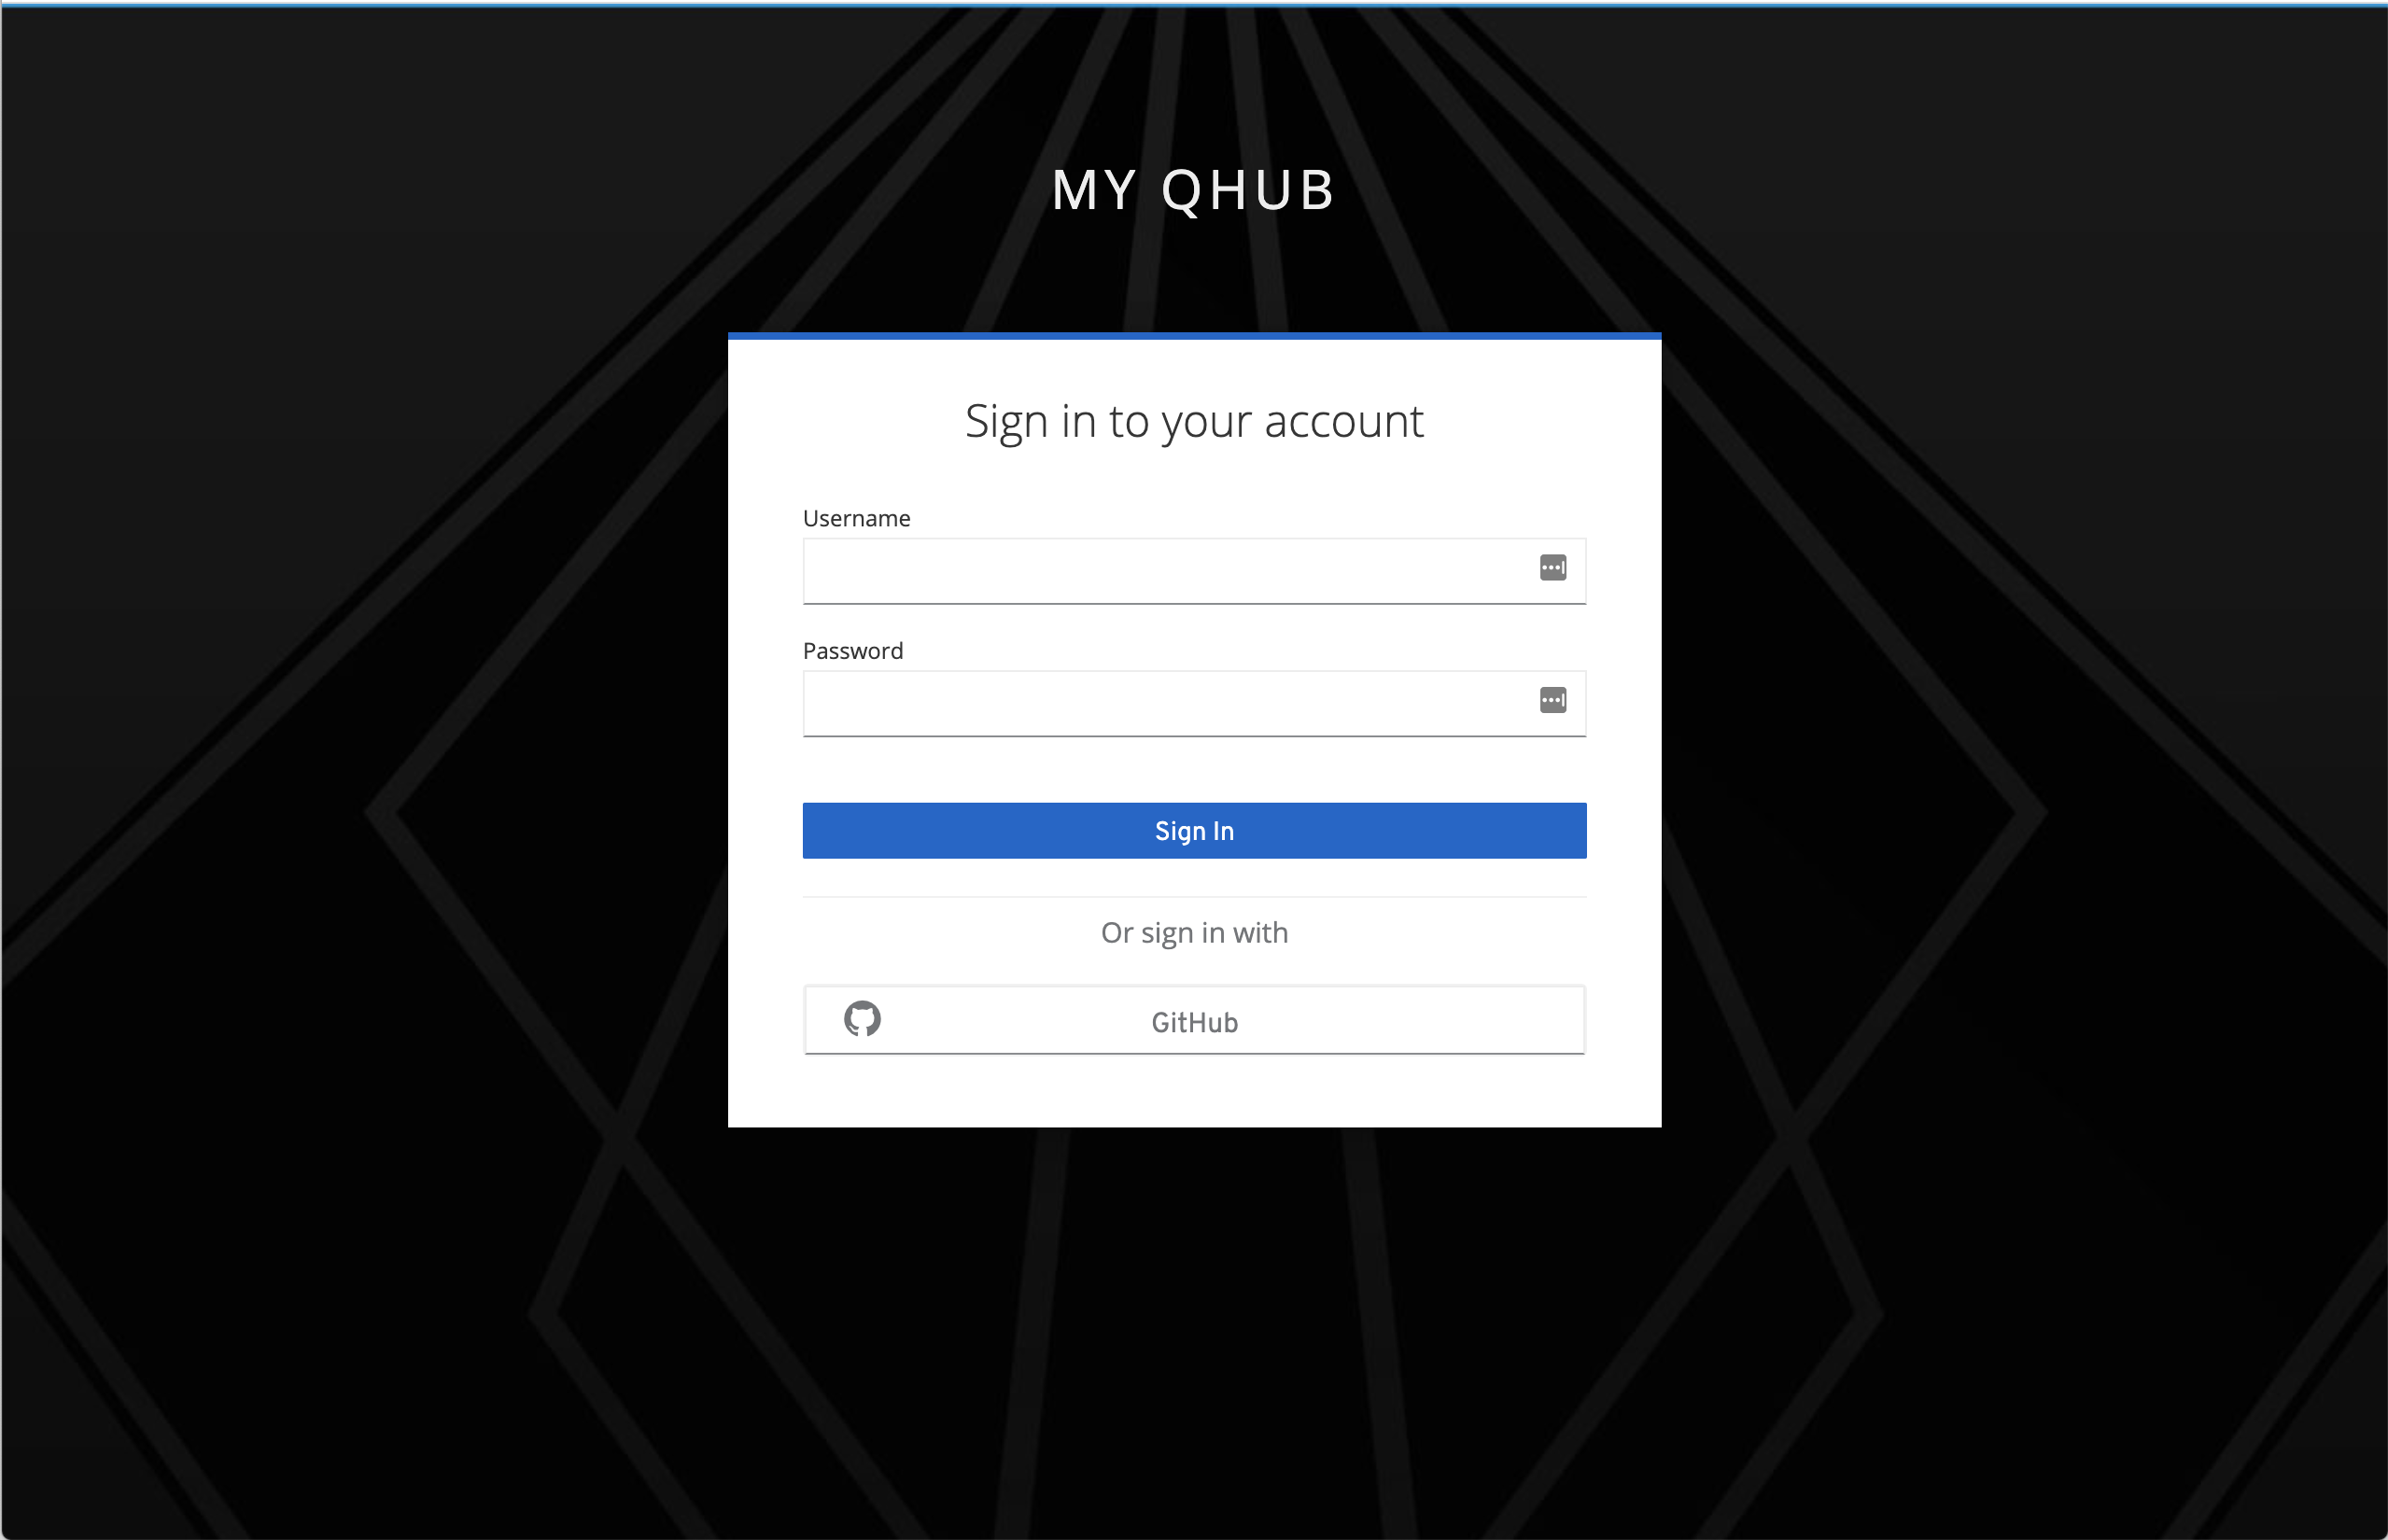 MY QHUB
Sign in to your account
Username
Password
Sign In
Or sign in with
GitHub